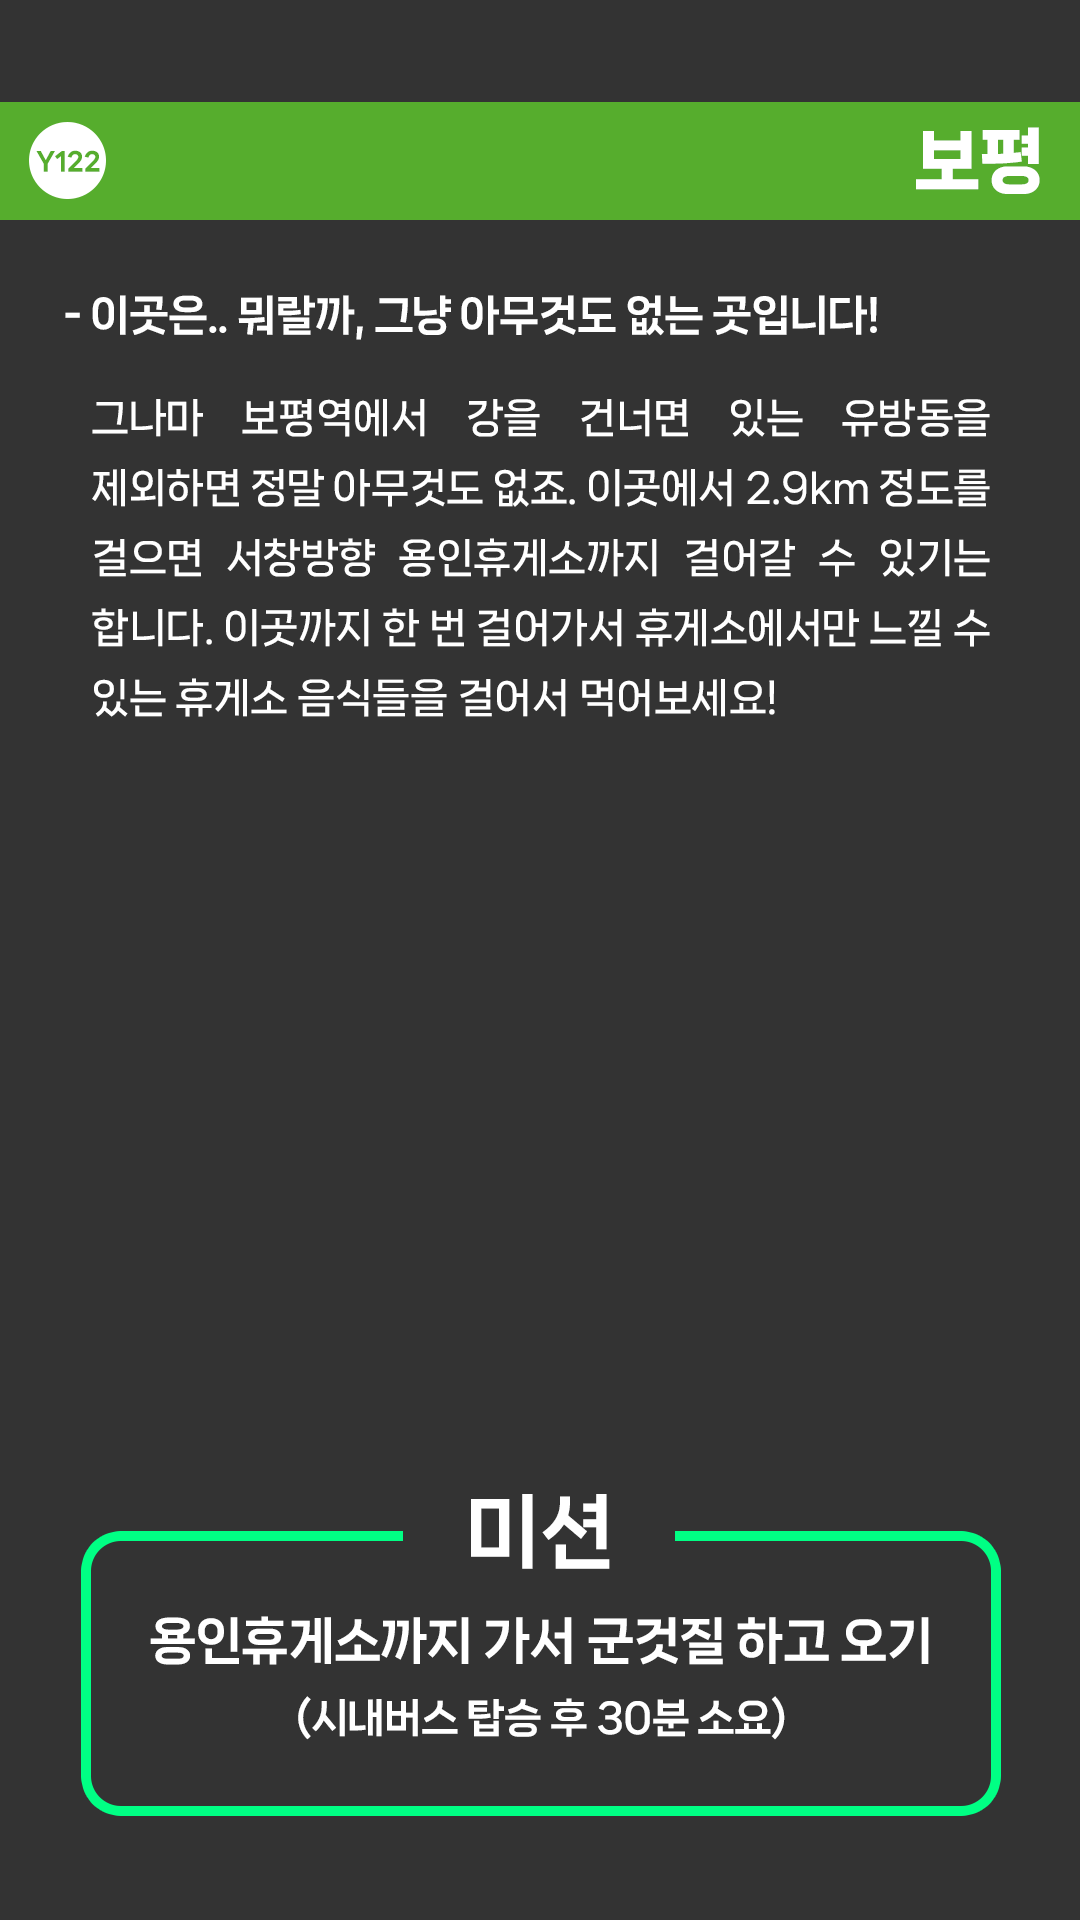 Y122
보평
- 이곳은.. 뭐랄까, 그냥 아무것도 없는 곳입니다!
그나마 보평역에서 강을 건너면 있는 유방동을
제외하면 정말 아무것도 없죠. 이곳에서 2.9km 정도를
걸으면 서창방향 용인휴게소까지 걸어갈 수 있기는
합니다. 이곳까지 한 번 걸어가서 휴게소에서만 느낄 수
있는 휴게소 음식들을 걸어서 먹어보세요!
미션
용인휴게소까지 가서 군것질 하고 오기
(시내버스 탑승 후 30분 소요)